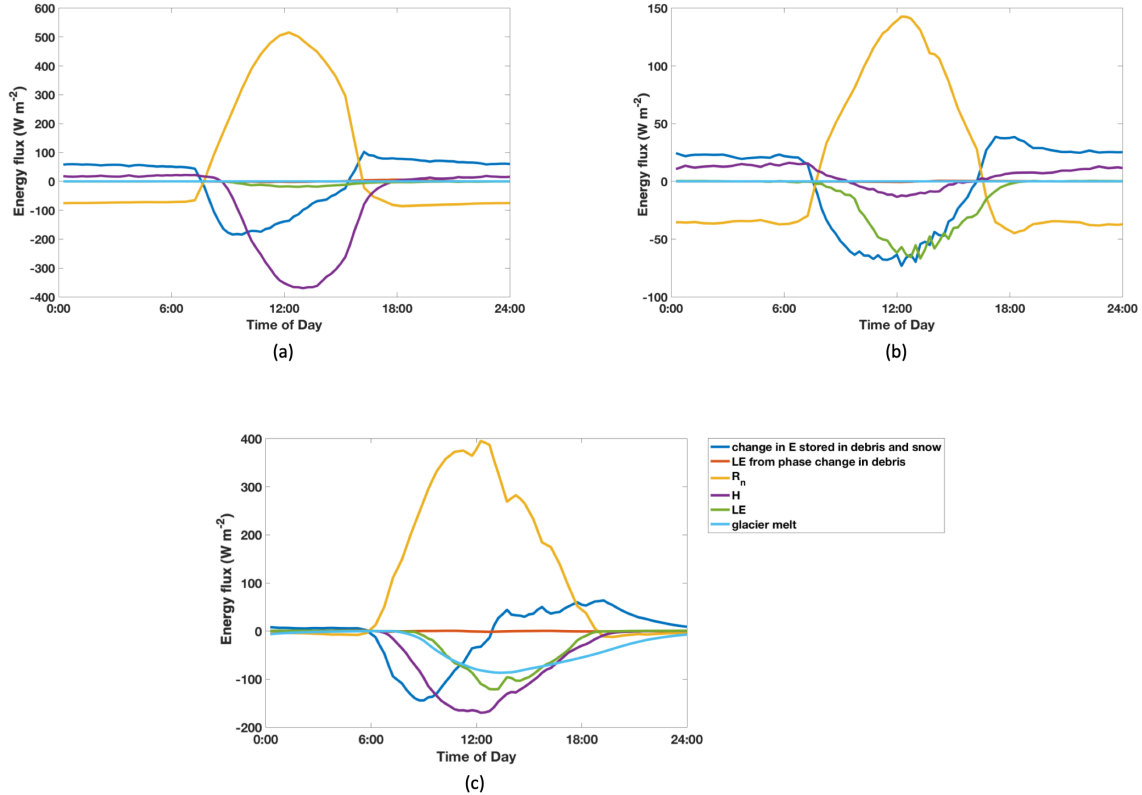 600
500
400
300
200
100
0
-100
-200
-300
-400
Energy flux (W m⁻²)
0:00 6:00 12:00 18:00 24:00
Time of Day
(a)
150
100
50
0
-50
-100
Energy flux (W m⁻²)
0:00 6:00 12:00 18:00 24:00
Time of Day
(b)
400
300
200
100
0
-100
-200
Energy flux (W m⁻²)
0:00 6:00 12:00 18:00 24:00
Time of Day
(c)
change in E stored in debris and snow
LE from phase change in debris
Rₙ
H
LE
glacier melt